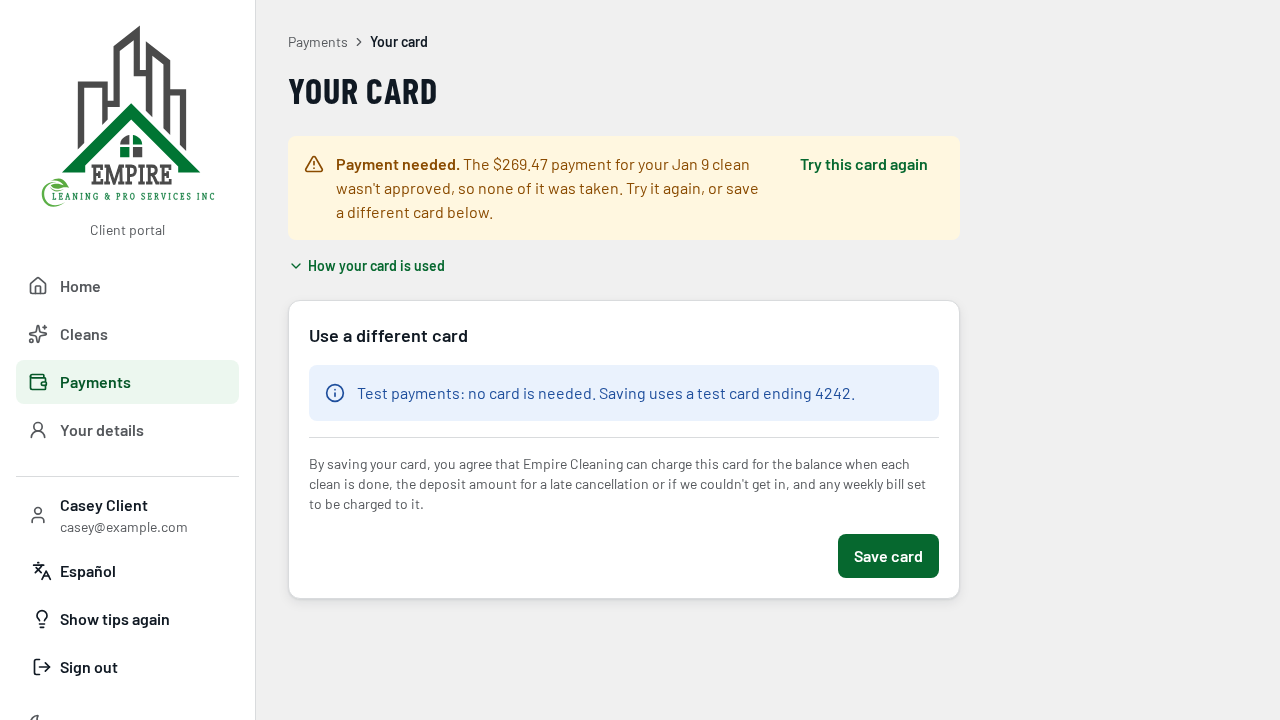 EMPIRE
LEANING & PRO SERVICES INC
Client portal
Home
Cleans
Payments
Your details
Casey Client
casey@example.com
Español
Show tips again
Sign out
Payments > Your card
YOUR CARD
Payment needed. The $269.47 payment for your Jan 9 clean
wasn't approved, so none of it was taken. Try it again, or save
a different card below.
Try this card again
How your card is used
Use a different card
Test payments: no card is needed. Saving uses a test card ending 4242.
By saving your card, you agree that Empire Cleaning can charge this card for the balance when each
clean is done, the deposit amount for a late cancellation or if we couldn't get in, and any weekly bill set
to be charged to it.
Save card